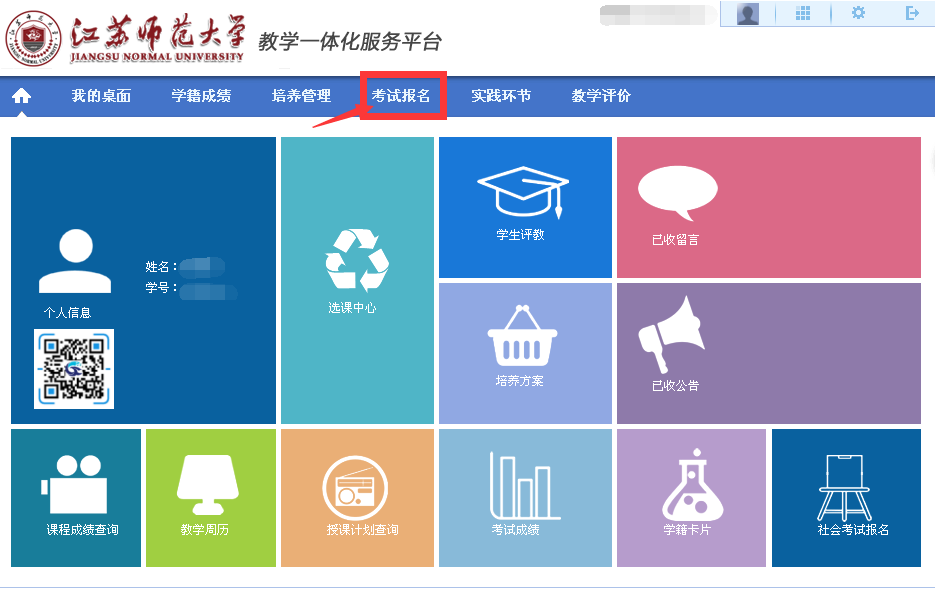 江苏师范大学
JIANGSU NORMAL UNIVERSITY
教学一体化服务平台
我的桌面 学籍成绩 培养管理 考试报名 实践环节 教学评价
姓名：
学号：
个人信息
选课中心
学生评教
已收留言
培养方案
已收公告
课程成绩查询
教学周历
授课计划查询
考试成绩
学籍卡片
社会考试报名